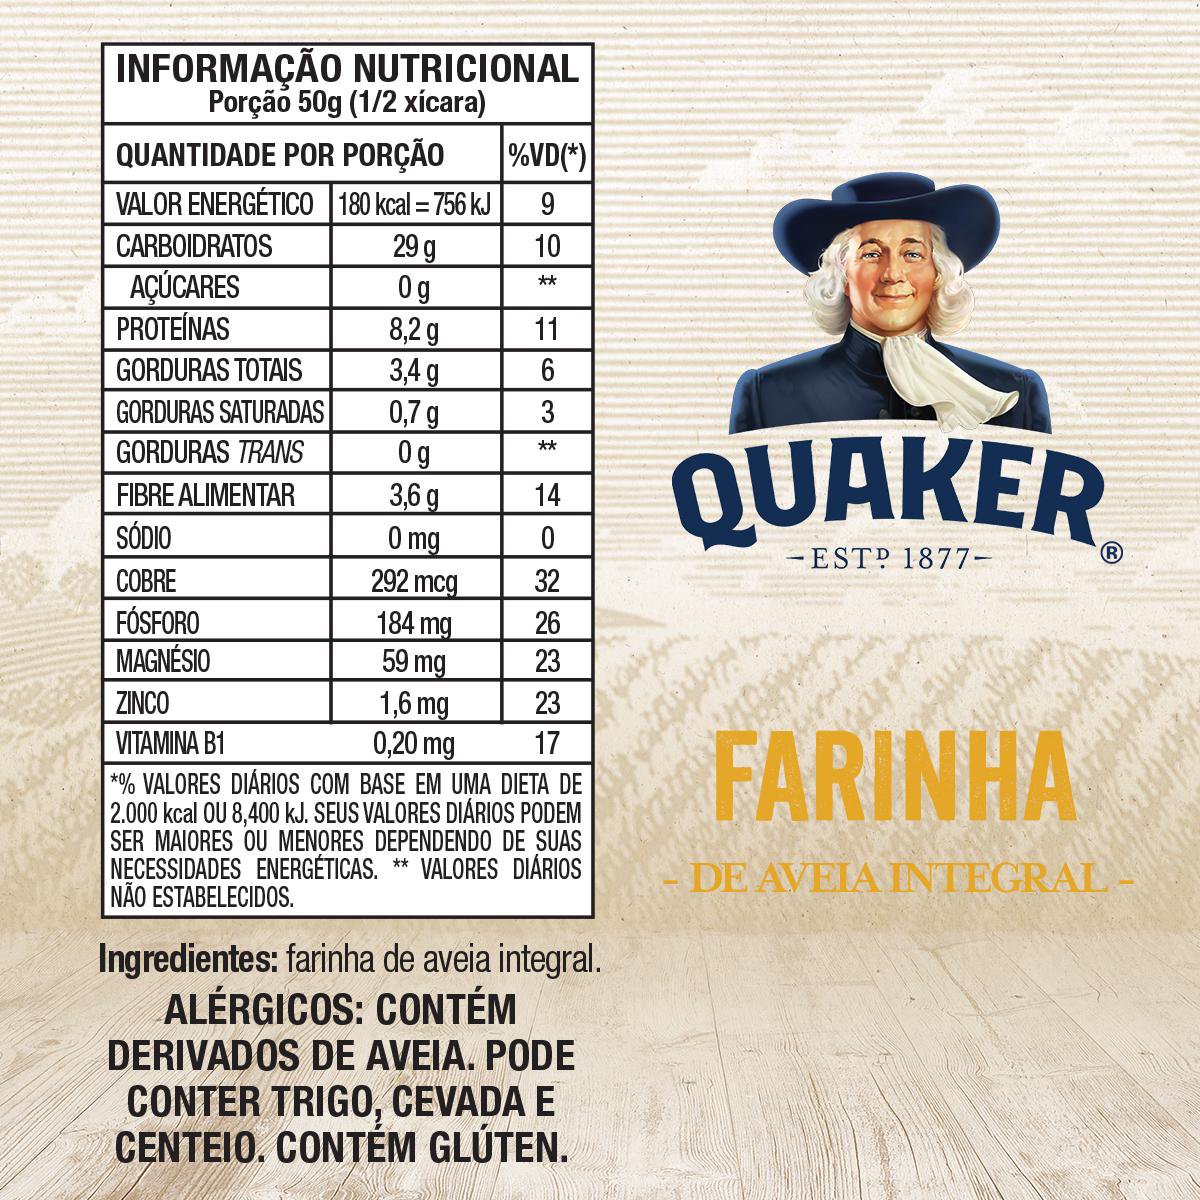 INFORMAÇÃO NUTRICIONAL
Porção 50g (1/2 xícara)
QUANTIDADE POR PORÇÃO %VD(*)
VALOR ENERGÉTICO 180 kcal = 756 kJ 9
CARBOIDRATOS 29 g 10
AÇÚCARES 0 g **
PROTEÍNAS 8,2 g 11
GORDURAS TOTAIS 3,4 g 6
GORDURAS SATURADAS 0,7 g 3
GORDURAS TRANS 0 g **
FIBRE ALIMENTAR 3,6 g 14
SÓDIO 0 mg 0
COBRE 292 mcg 32
FÓSFORO 184 mg 26
MAGNÉSIO 59 mg 23
ZINCO 1,6 mg 23
VITAMINA B1 0,20 mg 17
*% VALORES DIÁRIOS COM BASE EM UMA DIETA DE
2.000 kcal OU 8,400 kJ. SEUS VALORES DIÁRIOS PODEM
SER MAIORES OU MENORES DEPENDENDO DE SUAS
NECESSIDADES ENERGÉTICAS. ** VALORES DIÁRIOS
NÃO ESTABELECIDOS.
Ingredientes: farinha de aveia integral.
ALÉRGICOS: CONTÉM
DERIVADOS DE AVEIA. PODE
CONTER TRIGO, CEVADA E
CENTEIO. CONTÉM GLÚTEN.
QUAKER®
-ESTD 1877-
FARINHA
- DE AVEIA INTEGRAL -